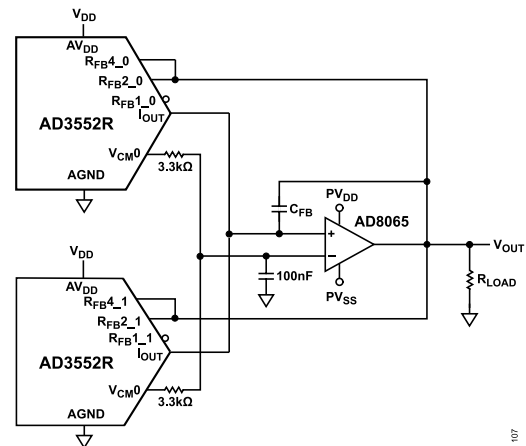 VDD
AVDD
RFB4_0
RFB2_0
RFB1_0
IOUT
AD3552R
VCM0
3.3kΩ
AGND
CFB
PVDD
AD8065
+
−
VOUT
100nF
PVSS
RLOAD
VDD
AVDD
RFB4_1
RFB2_1
RFB1_1
IOUT
AD3552R
VCM0
3.3kΩ
AGND
107